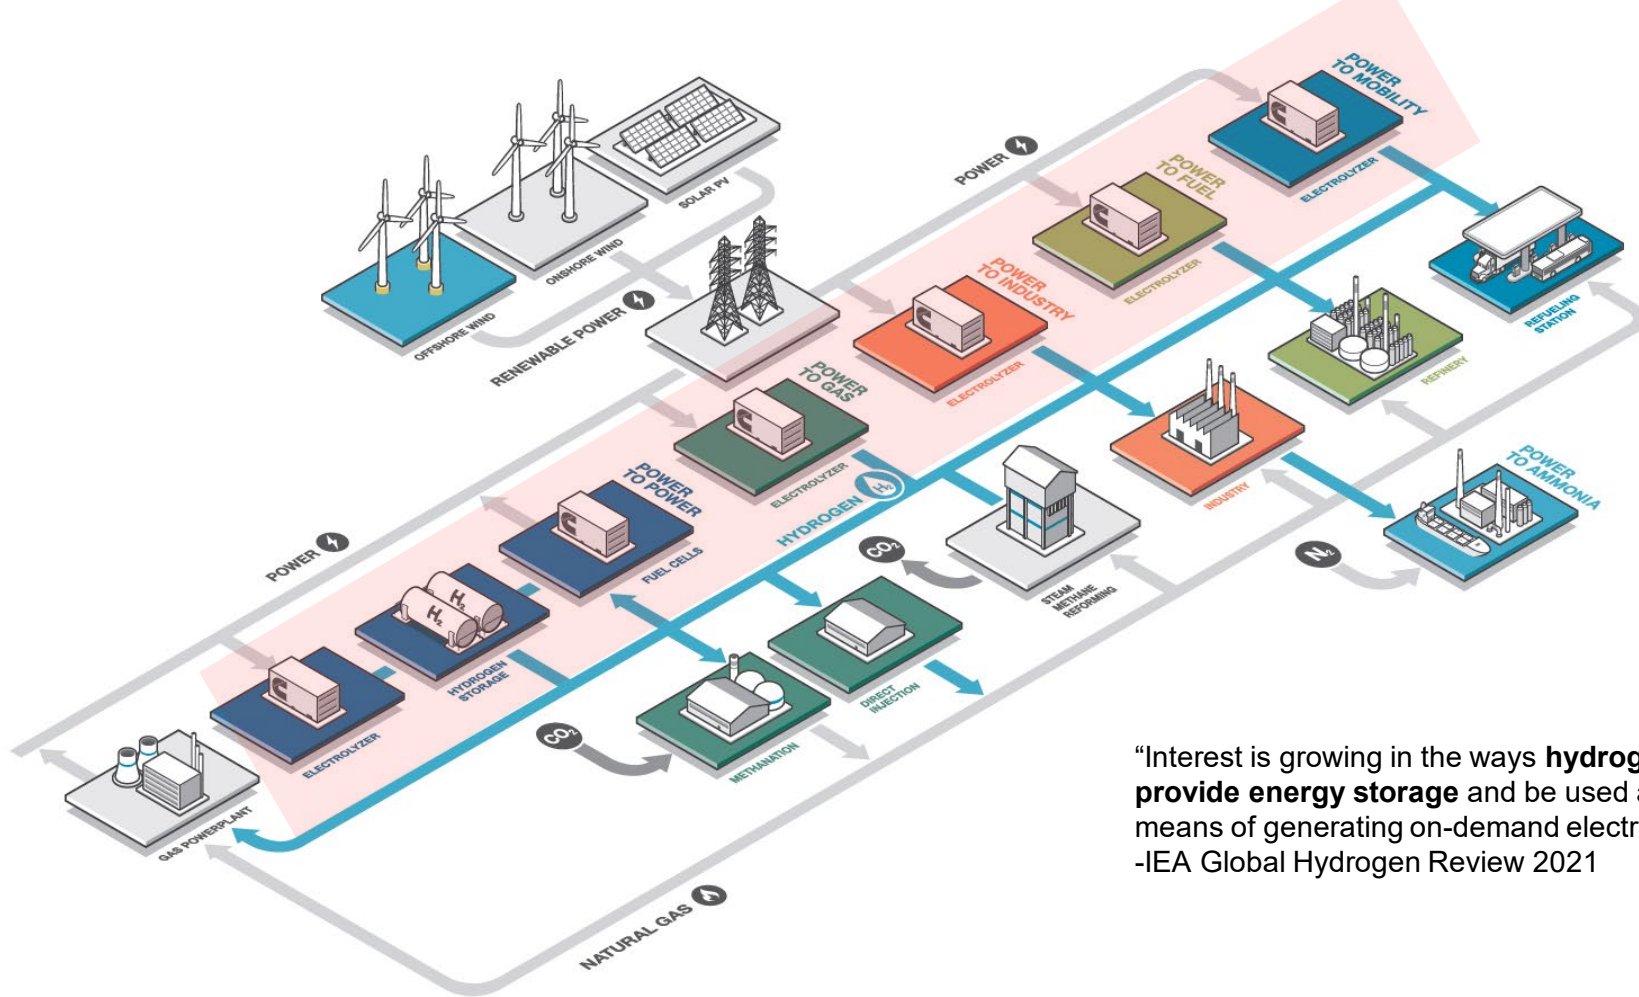 POWER
TO MOBILITY
ELECTROLYZER
POWER
POWER
TO FUEL
ELECTROLYZER
SOLAR PV
ONSHORE WIND
OFFSHORE WIND
RENEWABLE POWER
POWER
TO INDUSTRY
ELECTROLYZER
REFUELING
STATION
REFINERY
POWER
TO GAS
ELECTROLYZER
HYDROGEN H₂
INDUSTRY
POWER
TO AMMONIA
N₂
POWER
TO POWER
FUEL CELLS
POWER
H₂
H₂
HYDROGEN
STORAGE
ELECTROLYZER
CO₂
STEAM
METHANE
REFORMING
DIRECT
INJECTION
CO₂
METHANATION
GAS POWERPLANT
NATURAL GAS
“Interest is growing in the ways
provide energy storage and be used
means of generating on-demand
-IEA Global Hydrogen Review 2021